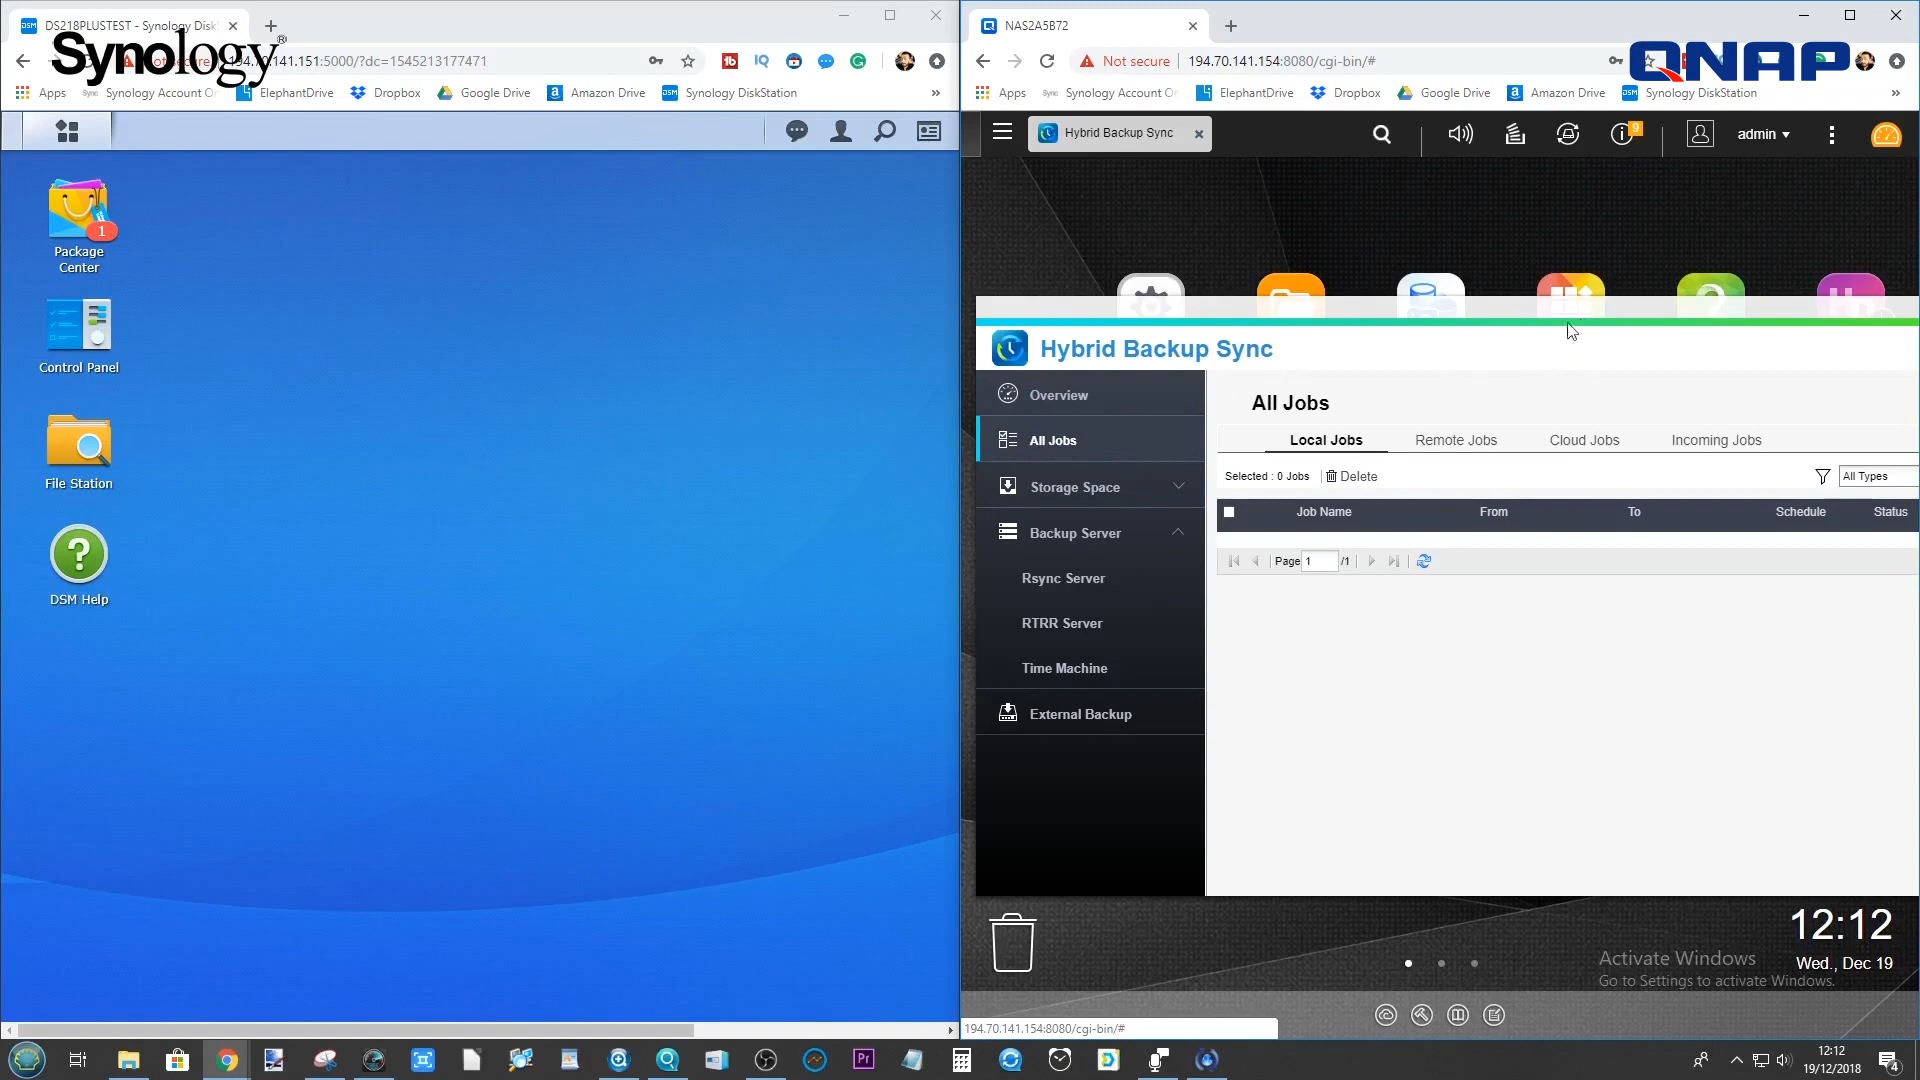 DS218PLUSTEST - Synology Disk
Synology®
194.70.141.151:5000/?dc=1545213177471
Apps
Synology Account O
ElephantDrive
Dropbox
Google Drive
Amazon Drive
Synology DiskStation
»
1
Package
Center
Control Panel
File Station
?
DSM Help
NAS2A5B72
Not secure
194.70.141.154:8080/cgi-bin/#
QNAP
Apps
Synology Account O
ElephantDrive
Dropbox
Google Drive
Amazon Drive
Synology DiskStation
»
Hybrid Backup Sync
9
admin
Hybrid Backup Sync
Overview
All Jobs
Storage Space
Backup Server
Rsync Server
RTRR Server
Time Machine
External Backup
All Jobs
Local Jobs
Remote Jobs
Cloud Jobs
Incoming Jobs
Selected : 0 Jobs
Delete
All Types
Job Name
From
To
Schedule
Status
Page 1 /1
12:12
Wed., Dec 19
Activate Windows
Go to Settings to activate Windows.
194.70.141.154:8080/cgi-bin/#
Pr
12:12
19/12/2018
4